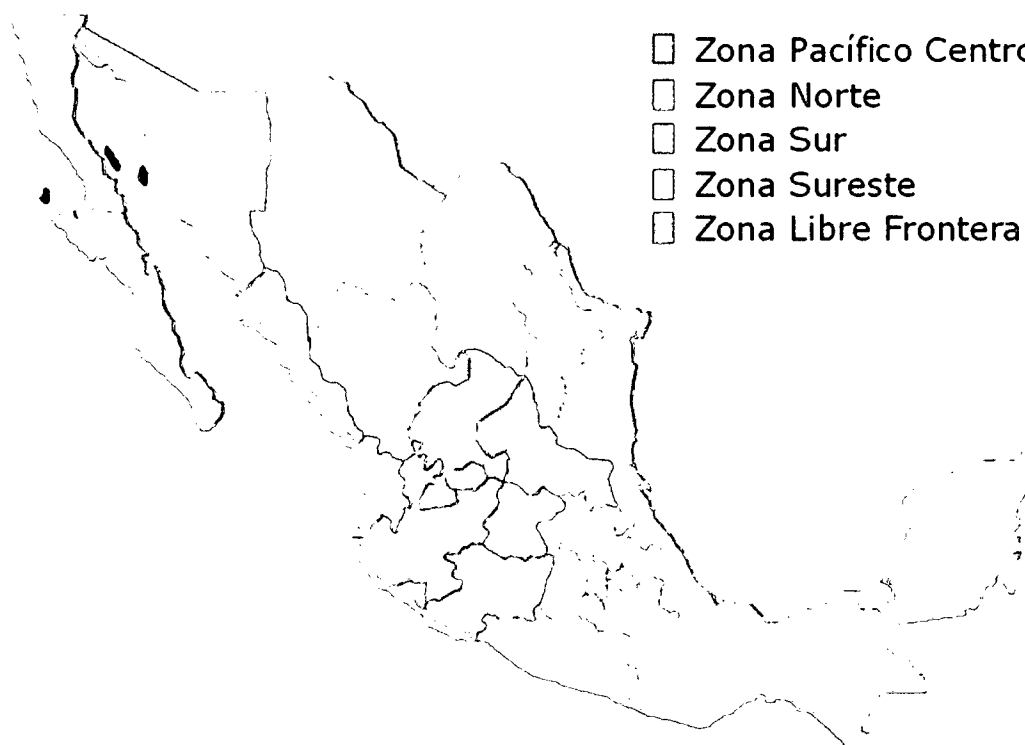 Zona Pacífico Centro
Zona Norte
Zona Sur
Zona Sureste
Zona Libre Frontera